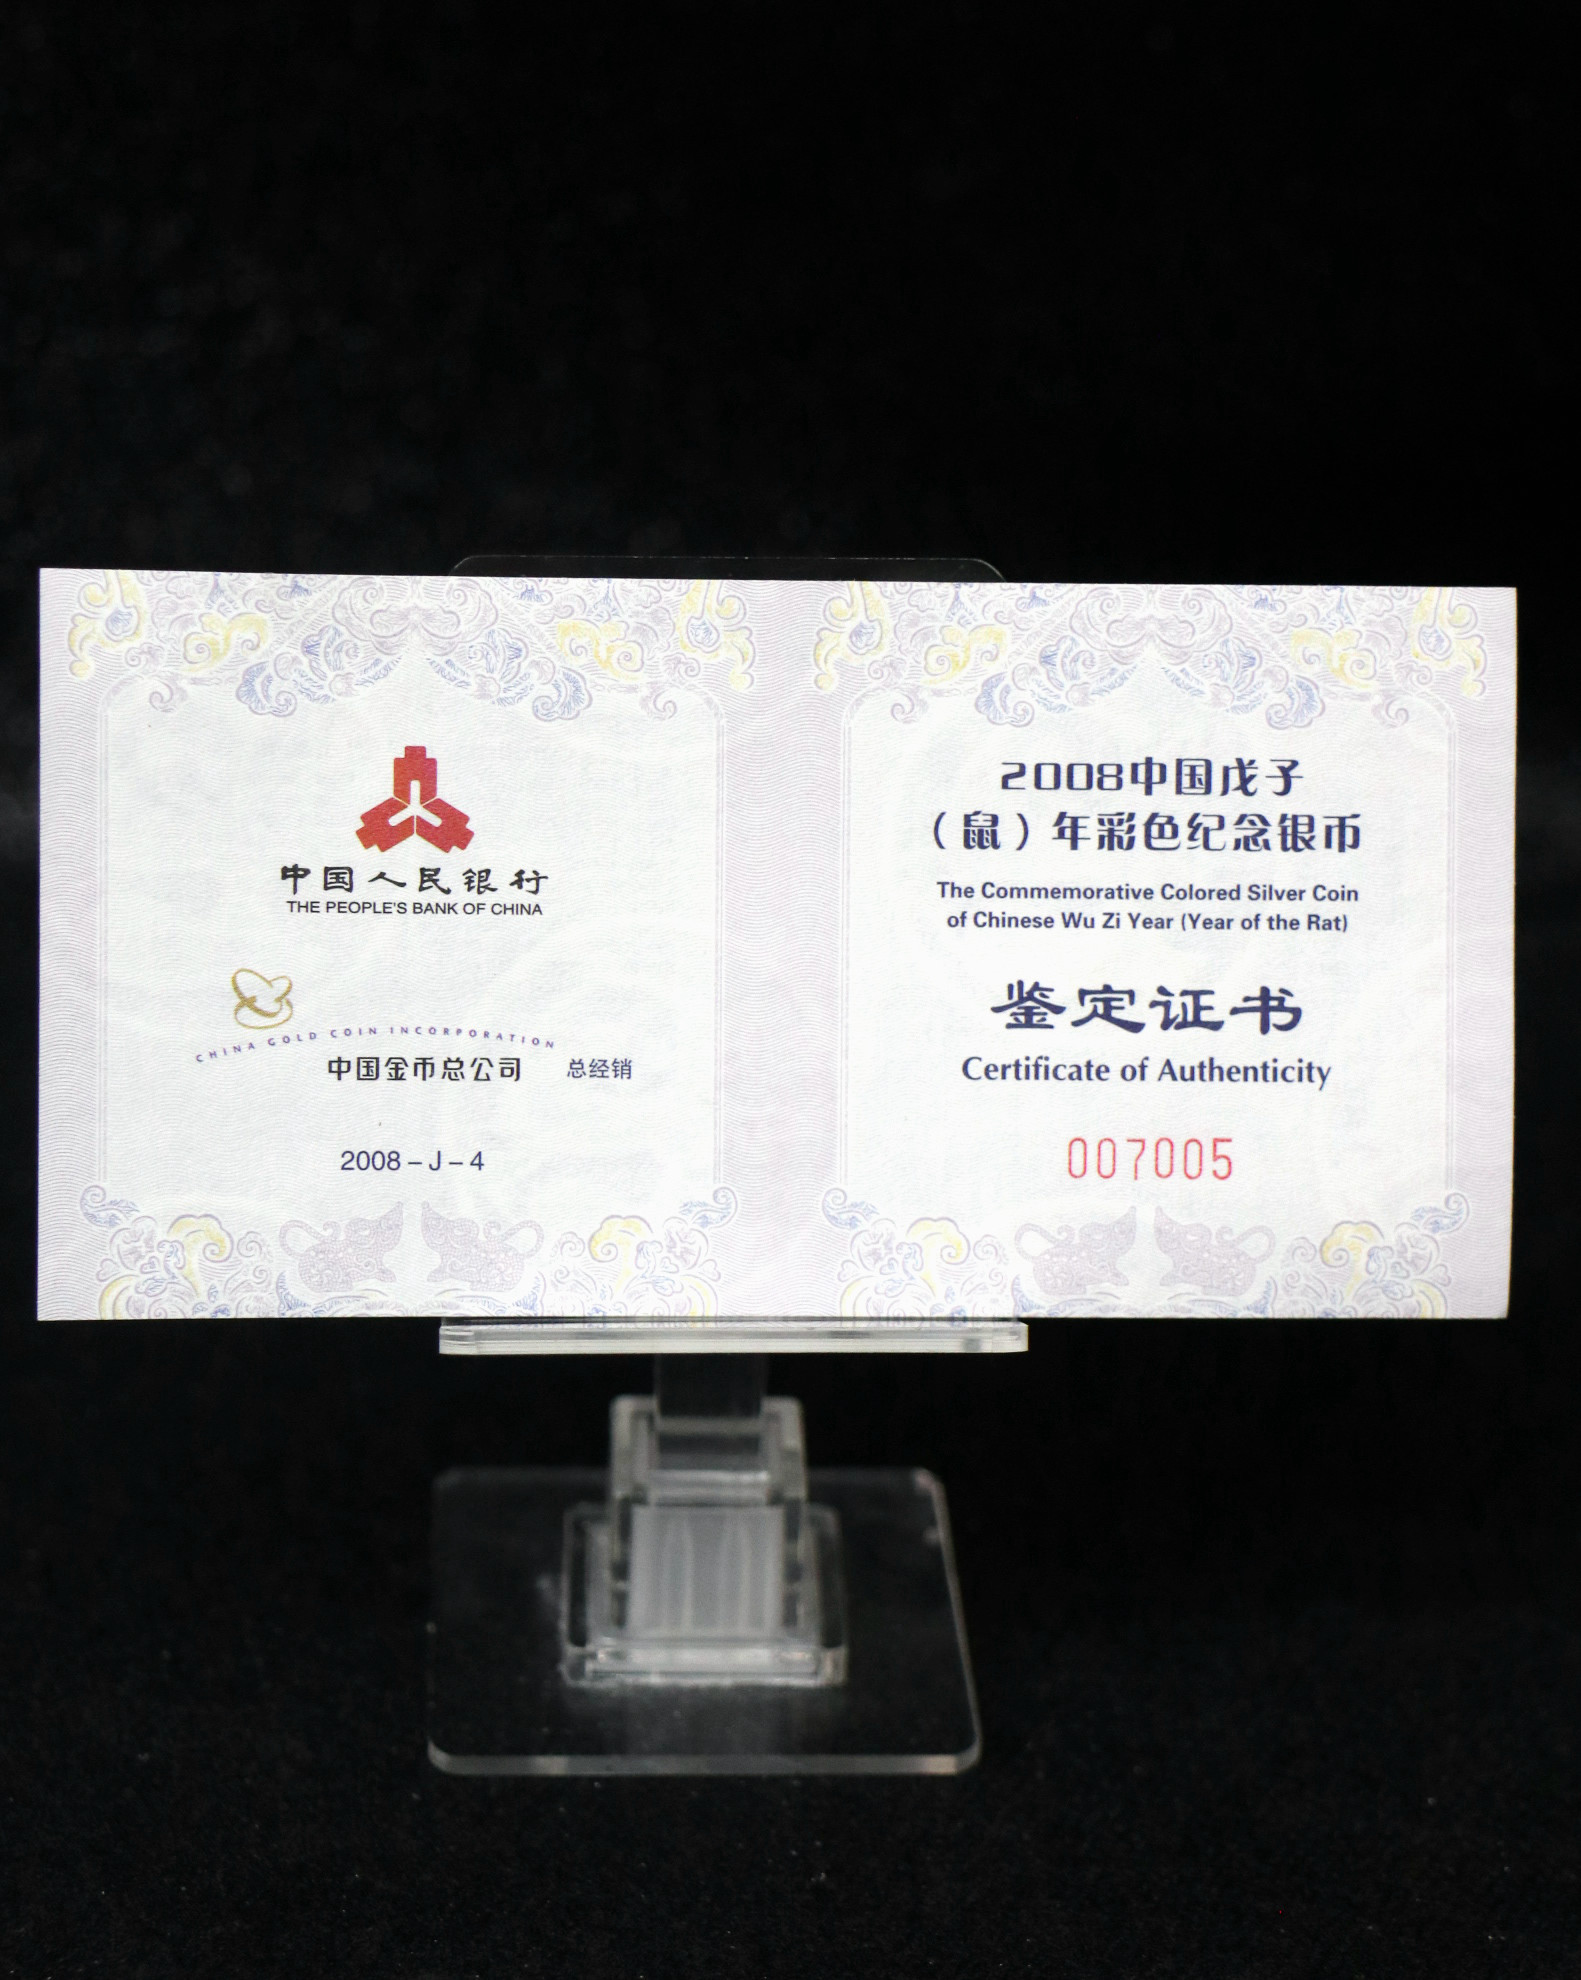 中国人民银行
THE PEOPLE'S BANK OF CHINA
CHINA GOLD COIN INCORPORATION
中国金币总公司 总经销
2008-J-4
2008中国戊子
（鼠）年彩色纪念银币
The Commemorative Colored Silver Coin
of Chinese Wu Zi Year (Year of the Rat)
鉴定证书
Certificate of Authenticity
007005